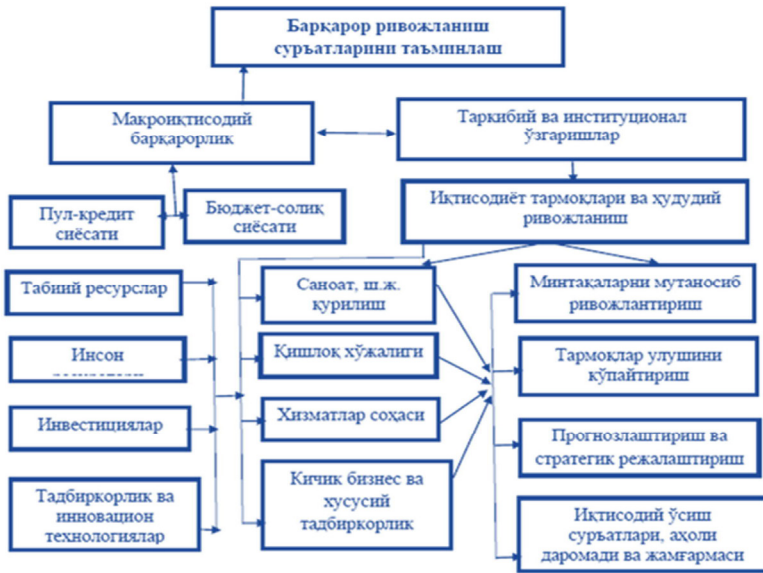 Барқарор ривожланиш
суръатларини таъминлаш
Макроиқтисодий
барқарорлик
Таркибий ва институционал
ўзгаришлар
Пул-кредит
сиёсати
Бюджет-солиқ
сиёсати
Иқтисодиёт тармоқлари ва ҳудудий
ривожланиш
Табиий ресурслар
Инсон
Инвестициялар
Тадбиркорлик ва
инновацион
технологиялар
Саноат, ш.ж.
қурилиш
Қишлоқ хўжалиги
Хизматлар соҳаси
Кичик бизнес ва
хусусий
тадбиркорлик
Минтақаларни мутаносиб
ривожлантириш
Тармоқлар улушини
кўпайтириш
Прогнозлаштириш ва
стратегик режалаштириш
Иқтисодий ўсиш
суръатлари, аҳоли
даромади ва жамғармаси